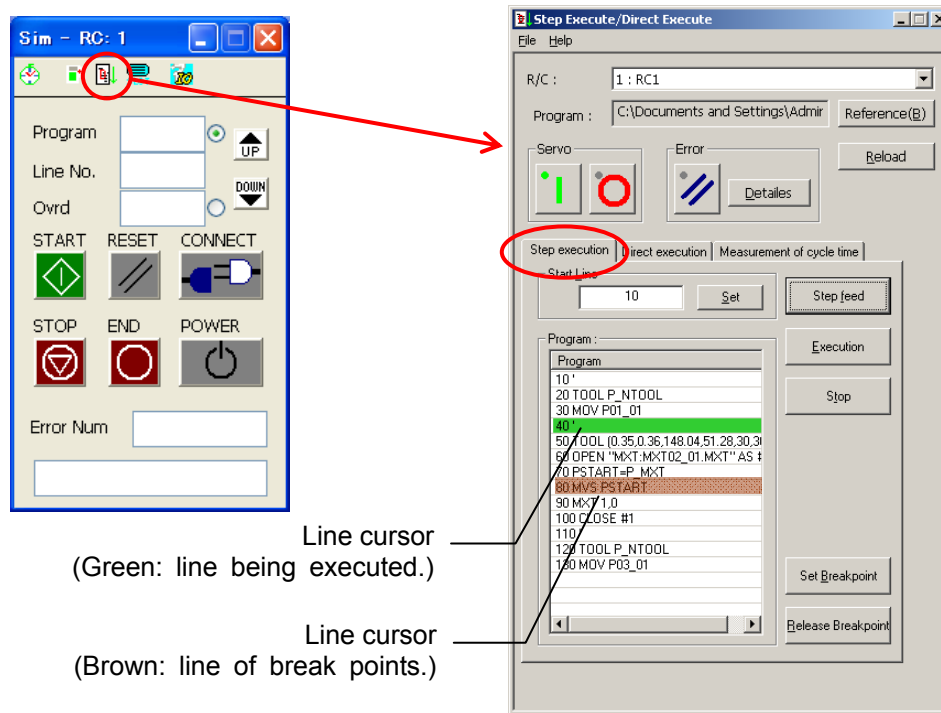 Sim - RC: 1
Program
UP
Line No.
DOWN
Ovrd
START RESET CONNECT
STOP END POWER
Error Num
Step Execute/Direct Execute
File Help
R/C : 1 : RC1
Program : C:\Documents and Settings\Admir Reference(B)
Servo Error Reload
Detailes
Step execution Direct execution Measurement of cycle time
Start Line
10 Set Step feed
Program : Execution
Program
10 '
20 TOOL P_NTOOL
Stop
30 MOV P01_01
40 '
50 TOOL (0.35,0.36,148.04,51.28,30,3
60 OPEN "MXT:MXT02_01.MXT" AS #
70 PSTART=P_MXT
80 MVS PSTART
90 MXT 1,0
100 CLOSE #1
110 '
120 TOOL P_NTOOL
130 MOV P03_01
Set Breakpoint
Release Breakpoint
Line cursor
(Green: line being executed.)
Line cursor
(Brown: line of break points.)